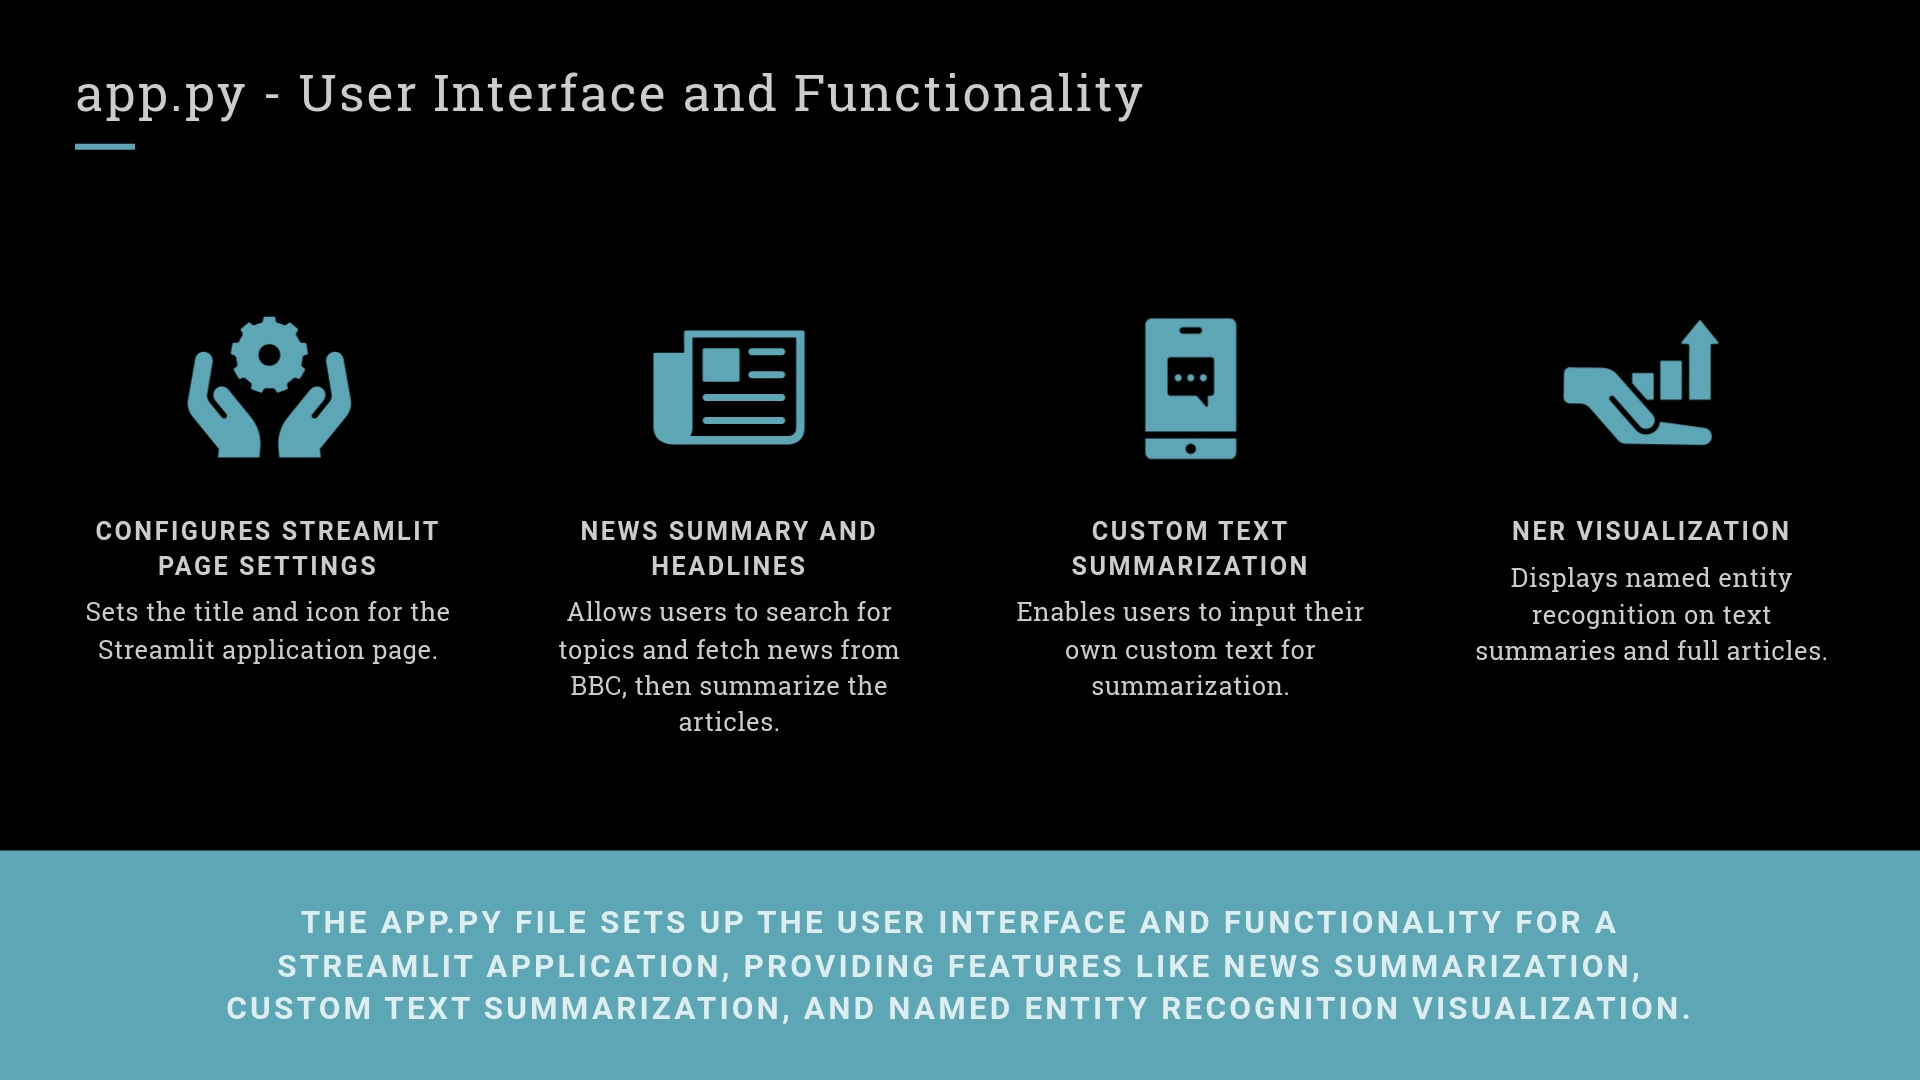 app.py - User Interface and Functionality
CONFIGURES STREAMLIT
PAGE SETTINGS
Sets the title and icon for the
Streamlit application page.
NEWS SUMMARY AND
HEADLINES
Allows users to search for
topics and fetch news from
BBC, then summarize the
articles.
CUSTOM TEXT
SUMMARIZATION
Enables users to input their
own custom text for
summarization.
NER VISUALIZATION
Displays named entity
recognition on text
summaries and full articles.
THE APP.PY FILE SETS UP THE USER INTERFACE AND FUNCTIONALITY FOR A
STREAMLIT APPLICATION, PROVIDING FEATURES LIKE NEWS SUMMARIZATION,
CUSTOM TEXT SUMMARIZATION, AND NAMED ENTITY RECOGNITION VISUALIZATION.